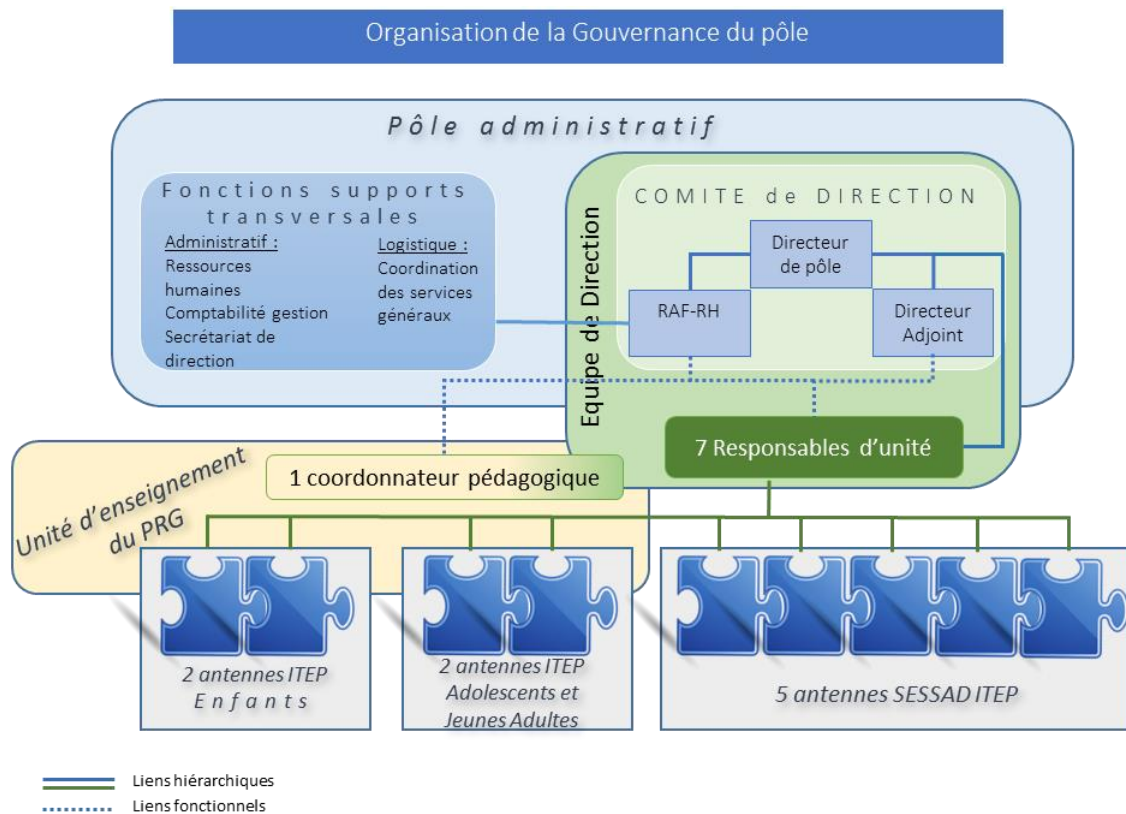 Organisation de la Gouvernance du pôle
Pôle administratif
Fonctions supports
transversales
Administratif :
Ressources
humaines
Comptabilité gestion
Secrétariat de
direction
Logistique :
Coordination
des services
généraux
Equipe de Direction
COMITE de DIRECTION
Directeur
de pôle
RAF-RH
Directeur
Adjoint
7 Responsables d'unité
1 coordonnateur pédagogique
Unité d'enseignement
du PRG
2 antennes ITEP
Enfants
2 antennes ITEP
Adolescents et
Jeunes Adultes
5 antennes SESSAD ITEP
Liens hiérarchiques
Liens fonctionnels